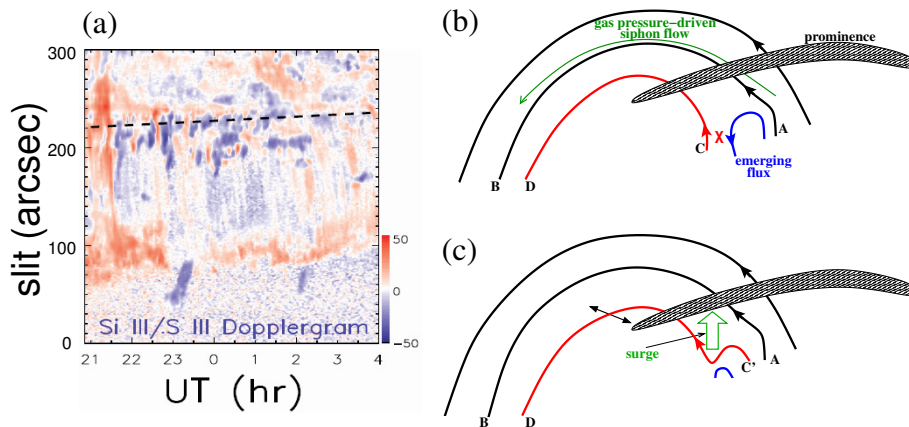 (a)
300
200
100
0
slit (arcsec)
50
0
−50
Si III/S III Dopplergram
21 22 23 0 1 2 3 4
UT (hr)
(b)
gas pressure−driven
siphon flow
prominence
A
C X
emerging
flux
B D
(c)
surge
C' A
B D